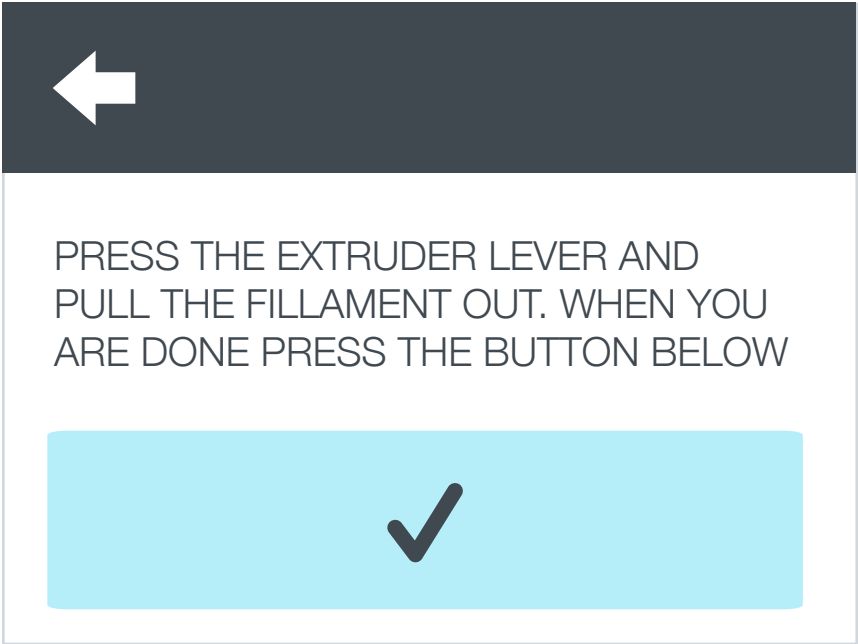 PRESS THE EXTRUDER LEVER AND
PULL THE FILLAMENT OUT. WHEN YOU
ARE DONE PRESS THE BUTTON BELOW